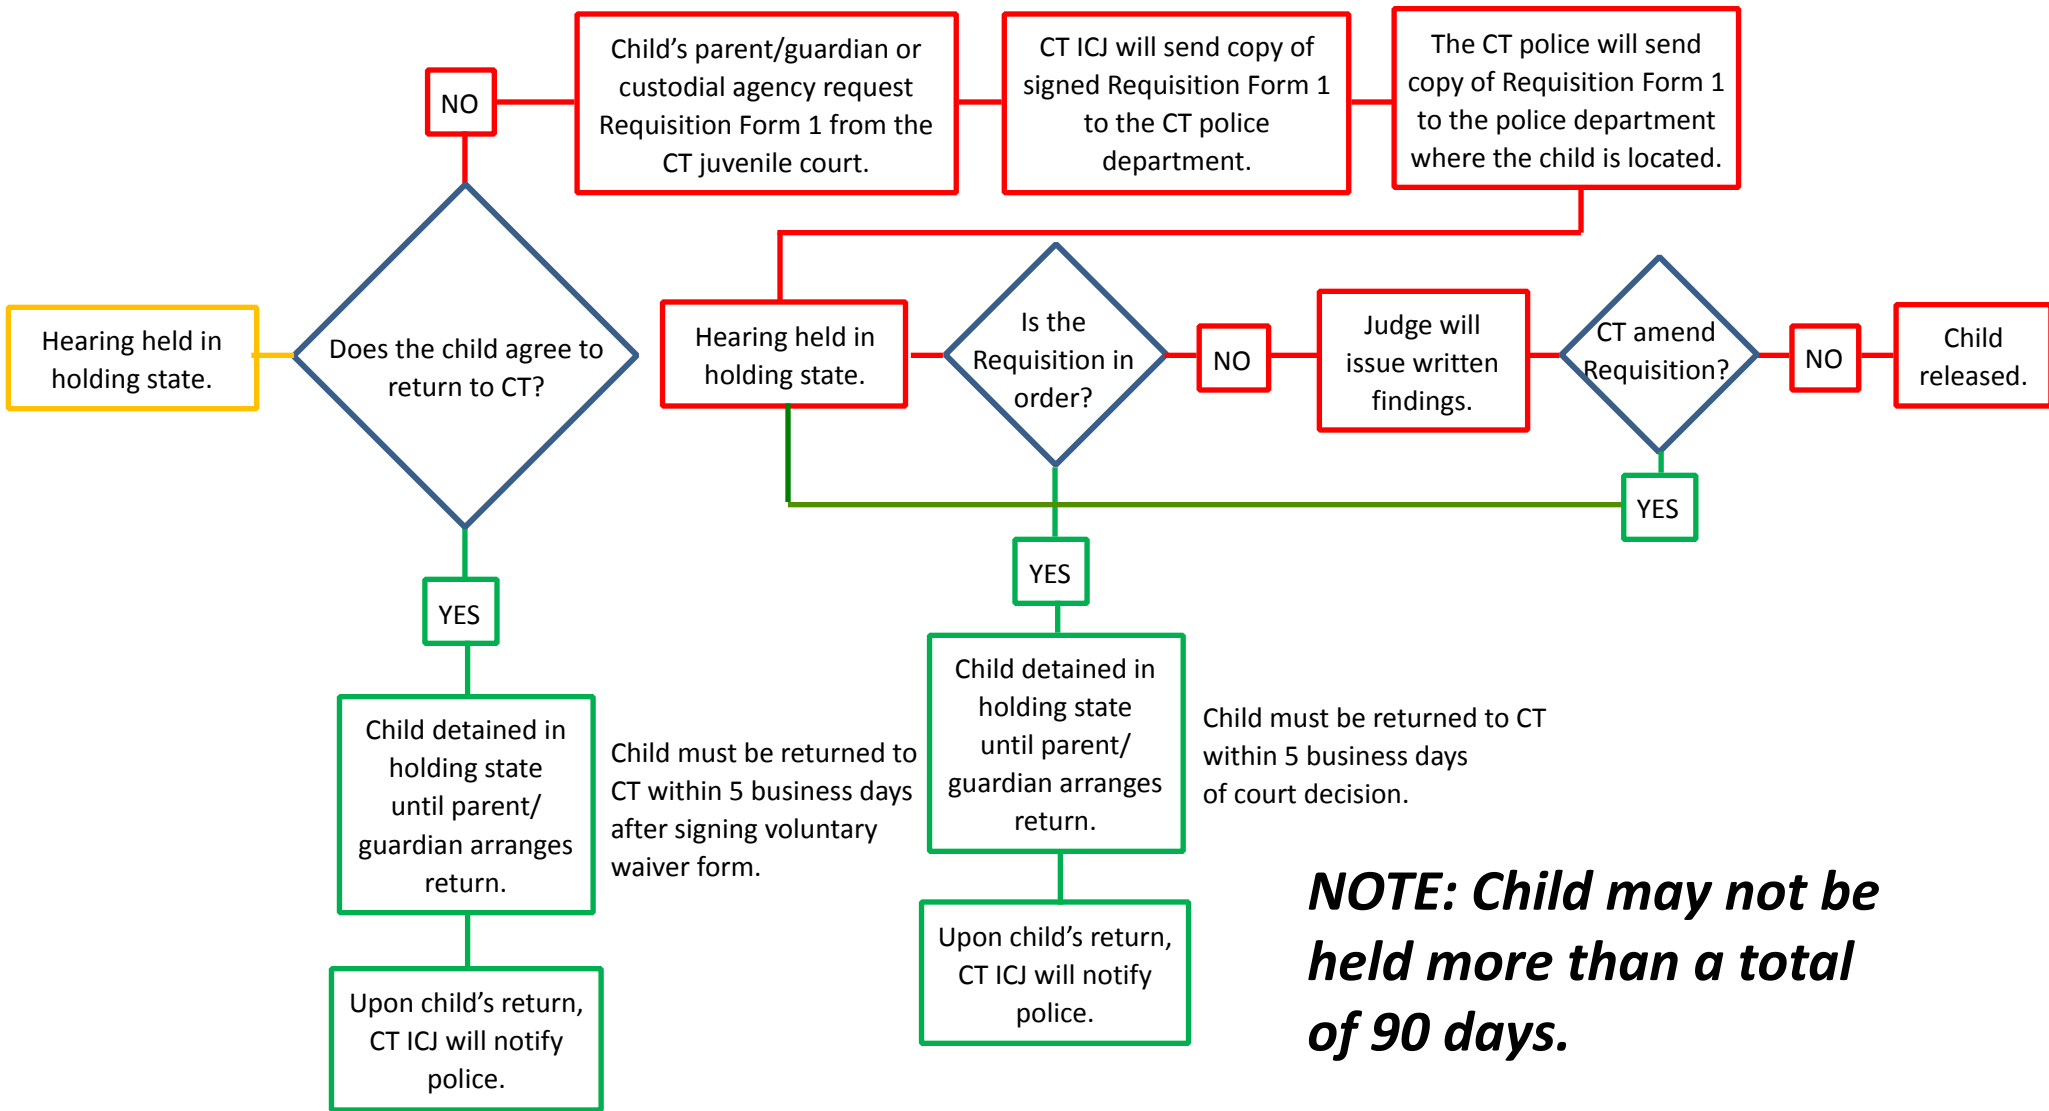 NO
Child’s parent/guardian or
custodial agency request
Requisition Form 1 from the
CT juvenile court.
CT ICJ will send copy of
signed Requisition Form 1
to the CT police
department.
The CT police will send
copy of Requisition Form 1
to the police department
where the child is located.
Hearing held in
holding state.
Does the child agree to
return to CT?
Hearing held in
holding state.
Is the
Requisition in
order?
NO
Judge will
issue written
findings.
CT amend
Requisition?
NO
Child
released.
YES
YES
YES
Child detained in
holding state
until parent/
guardian arranges
return.
Child must be returned to
CT within 5 business days
after signing voluntary
waiver form.
Child detained in
holding state
until parent/
guardian arranges
return.
Child must be returned to CT
within 5 business days
of court decision.
Upon child’s return,
CT ICJ will notify
police.
Upon child’s return,
CT ICJ will notify
police.
NOTE: Child may not be
held more than a total
of 90 days.